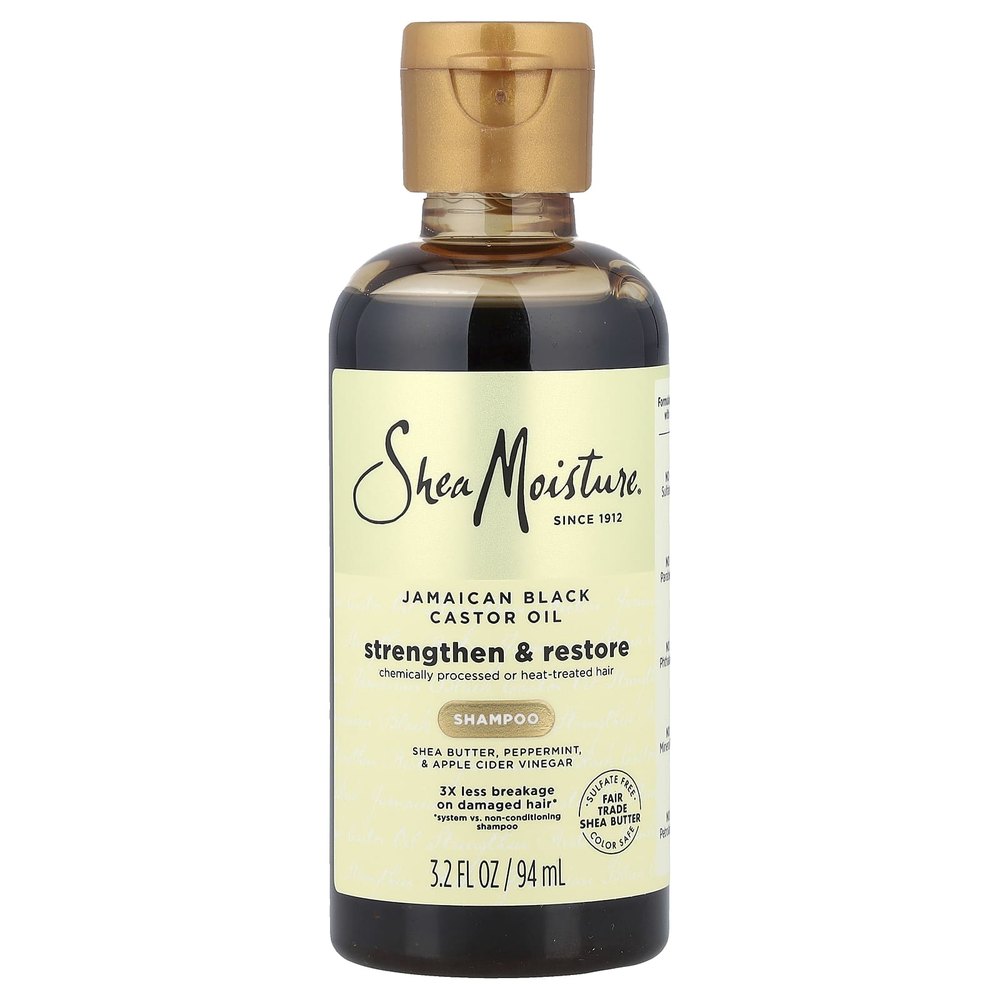 Shea Moisture®
SINCE 1912
JAMAICAN BLACK
CASTOR OIL
strengthen & restore
chemically processed or heat-treated hair
SHAMPOO
SHEA BUTTER, PEPPERMINT,
& APPLE CIDER VINEGAR
3X less breakage
on damaged hair*
*system vs. non-conditioning
shampoo
SULFATE FREE
FAIR
TRADE
SHEA BUTTER
COLOR SAFE
3.2 FL OZ / 94 mL